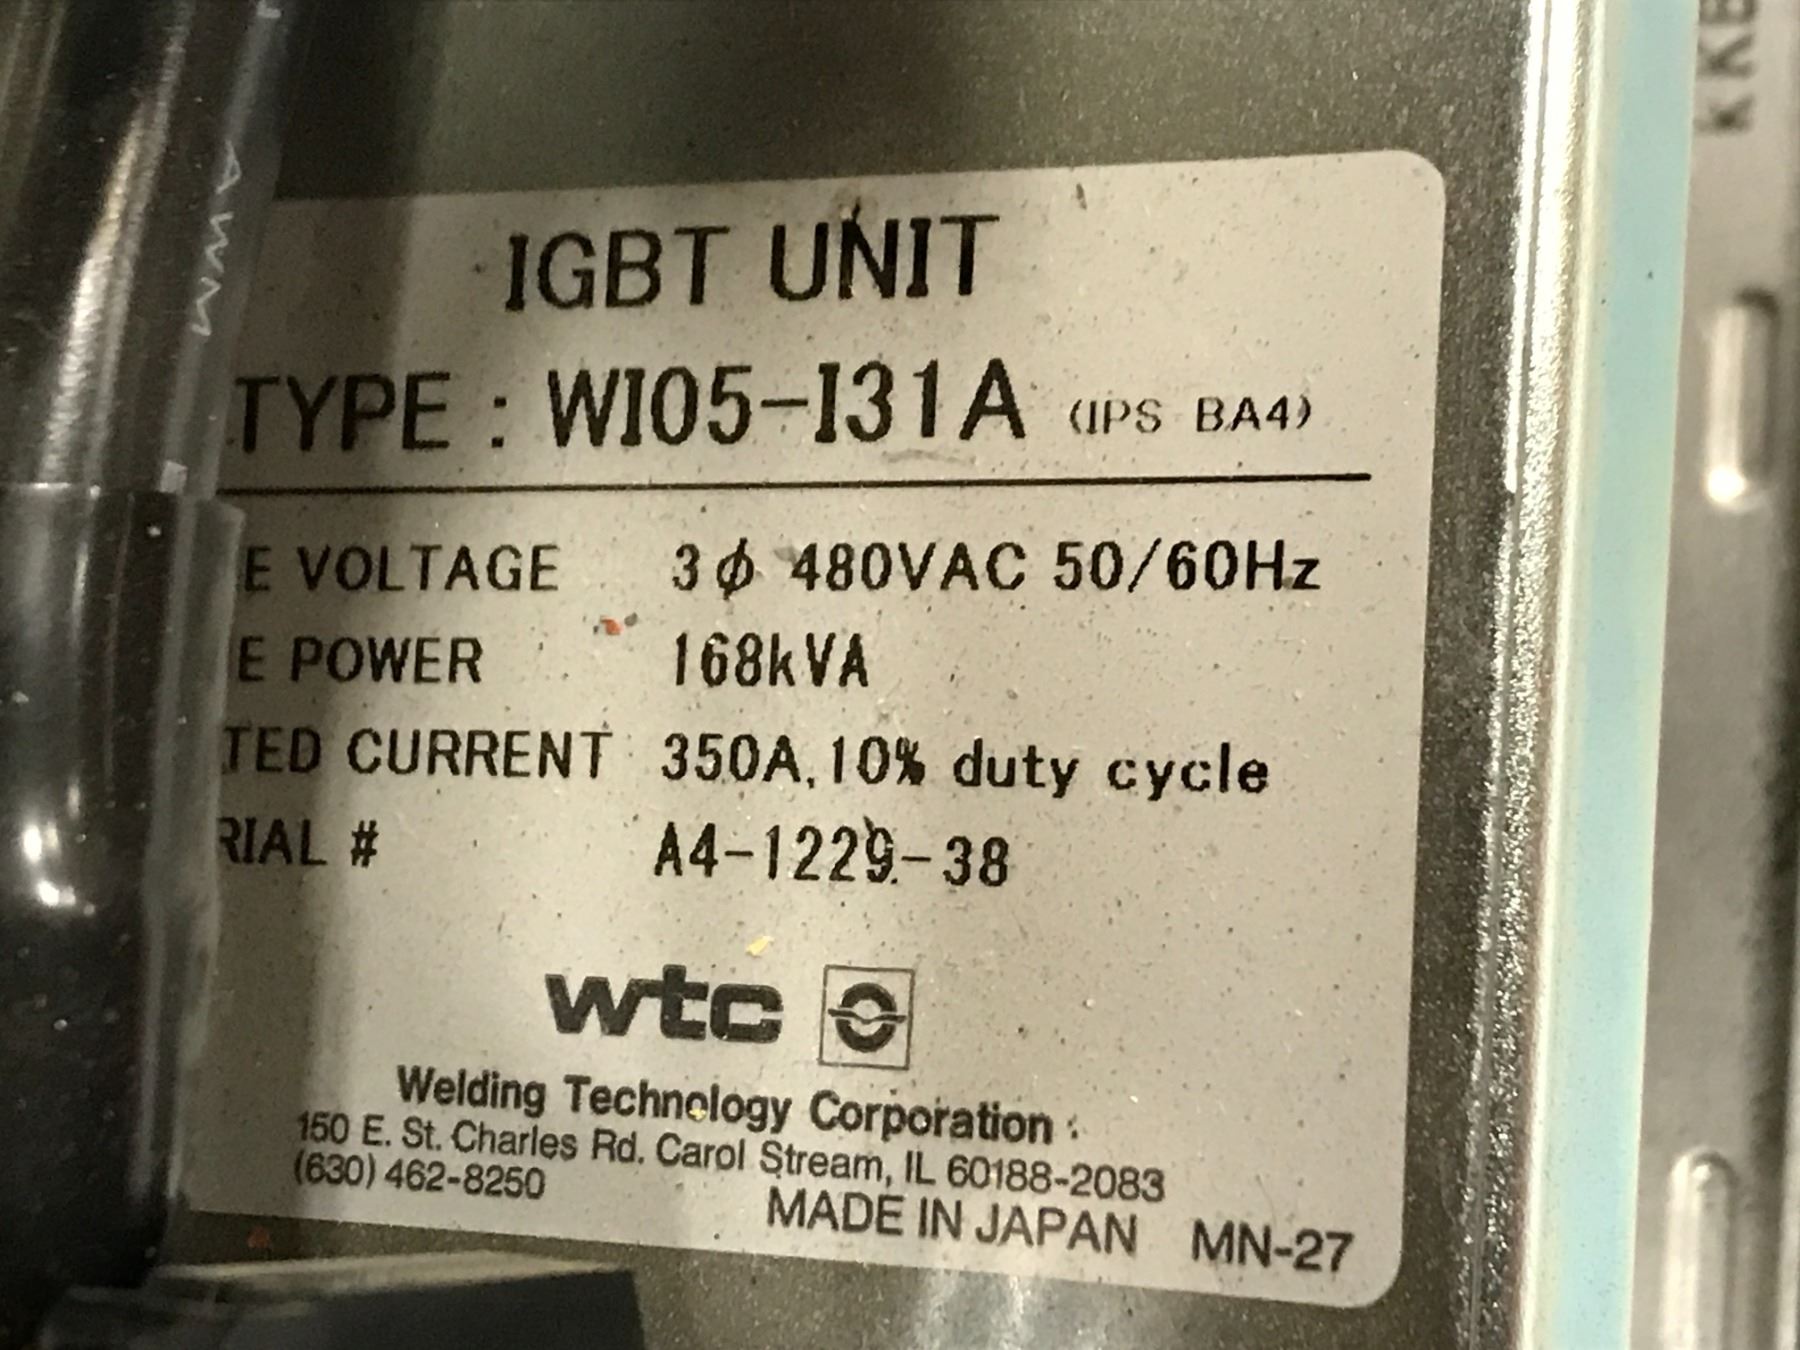 AWM
IGBT UNIT
TYPE : WI05-I31A (IPS BA4)
E VOLTAGE 3φ 480VAC 50/60Hz
E POWER 168kVA
TED CURRENT 350A, 10% duty cycle
RIAL # A4-1229-38
wtc
Welding Technology Corporation
150 E. St. Charles Rd. Carol Stream, IL 60188-2083
(630) 462-8250
MADE IN JAPAN MN-27